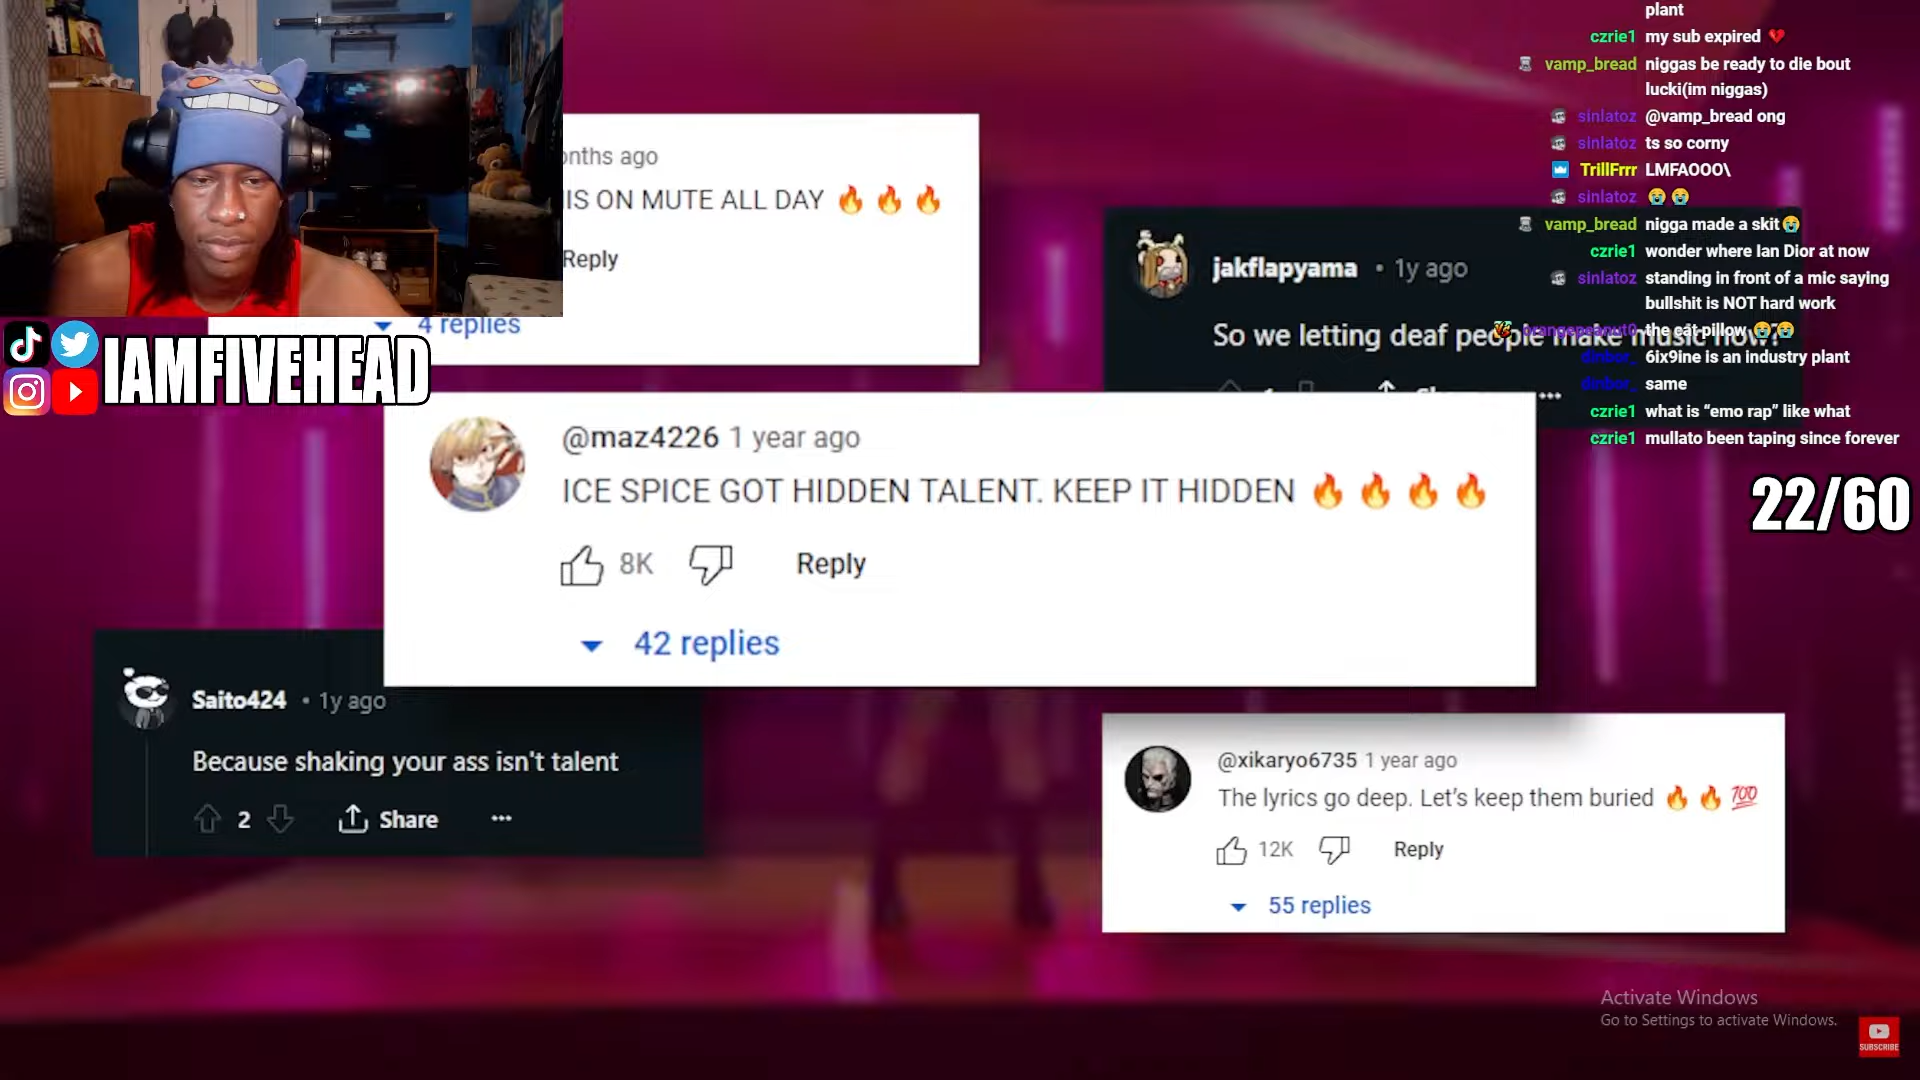 plant
czrie1 my sub expired 💔
vamp_bread niggas be ready to die bout
lucki(im niggas)
sinlatoz @vamp_bread ong
sinlatoz ts so corny
TrillFrrr LMFAOOO\
sinlatoz 😭😭
vamp_bread nigga made a skit😭
czrie1 wonder where Ian Dior at now
sinlatoz standing in front of a mic saying
bullshit is NOT hard work
orangepeanut0 the cat pillow 😭😭
dinbor_ 6ix9ine is an industry plant
dinbor_ same
czrie1 what is “emo rap” like what
czrie1 mullato been taping since forever
22/60
onths ago
IS ON MUTE ALL DAY 🔥 🔥 🔥
Reply
4 replies
IAMFIVEHEAD
jakflapyama • 1y ago
So we letting deaf people make music now?
@maz4226 1 year ago
ICE SPICE GOT HIDDEN TALENT. KEEP IT HIDDEN 🔥 🔥 🔥 🔥
8K Reply
42 replies
Saito424 • 1y ago
Because shaking your ass isn't talent
2 Share ...
@xikaryo6735 1 year ago
The lyrics go deep. Let’s keep them buried 🔥 🔥 💯
12K Reply
55 replies
Activate Windows
Go to Settings to activate Windows.
SUBSCRIBE